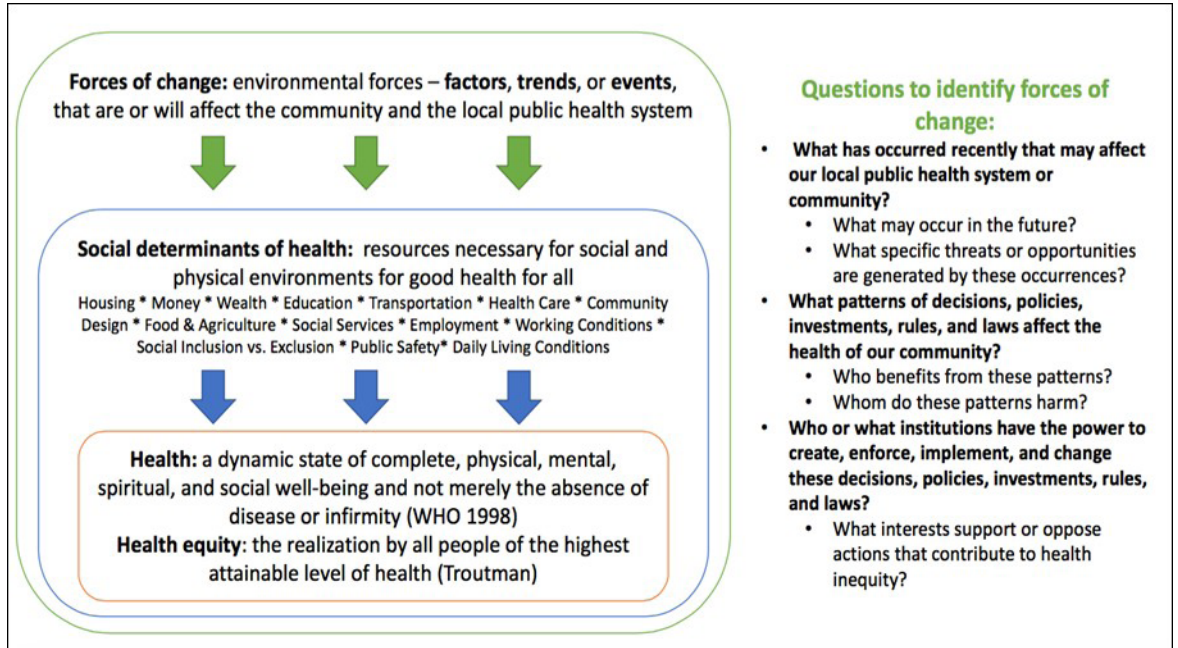 Forces of change: environmental forces – factors, trends, or events,
that are or will affect the community and the local public health system
Social determinants of health: resources necessary for social and
physical environments for good health for all
Housing * Money * Wealth * Education * Transportation * Health Care * Community
Design * Food & Agriculture * Social Services * Employment * Working Conditions *
Social Inclusion vs. Exclusion * Public Safety* Daily Living Conditions
Health: a dynamic state of complete, physical, mental,
spiritual, and social well-being and not merely the absence of
disease or infirmity (WHO 1998)
Health equity: the realization by all people of the highest
attainable level of health (Troutman)
Questions to identify forces of
change:
• What has occurred recently that may affect
our local public health system or
community?
• What may occur in the future?
• What specific threats or opportunities
are generated by these occurrences?
• What patterns of decisions, policies,
investments, rules, and laws affect the
health of our community?
• Who benefits from these patterns?
• Whom do these patterns harm?
• Who or what institutions have the power to
create, enforce, implement, and change
these decisions, policies, investments, rules,
and laws?
• What interests support or oppose
actions that contribute to health
inequity?